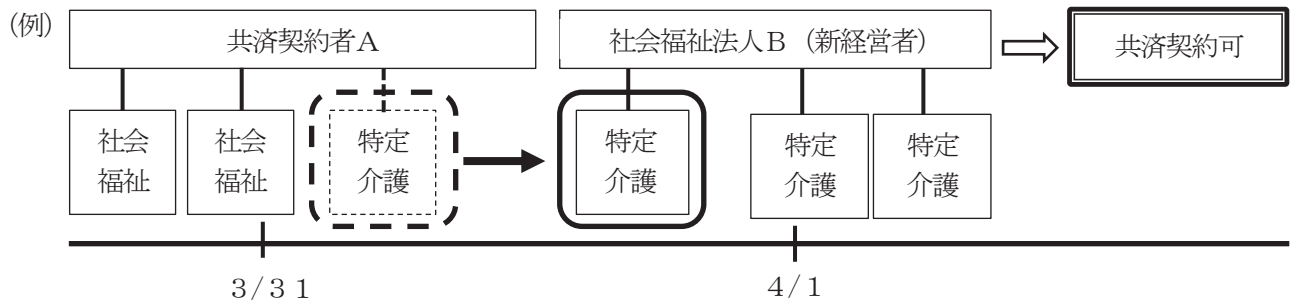 (例)
共済契約者A
社会福祉法人B (新経営者)
共済契約可
社会
福祉
社会
福祉
特定
介護
特定
介護
特定
介護
特定
介護
3/31
4/1